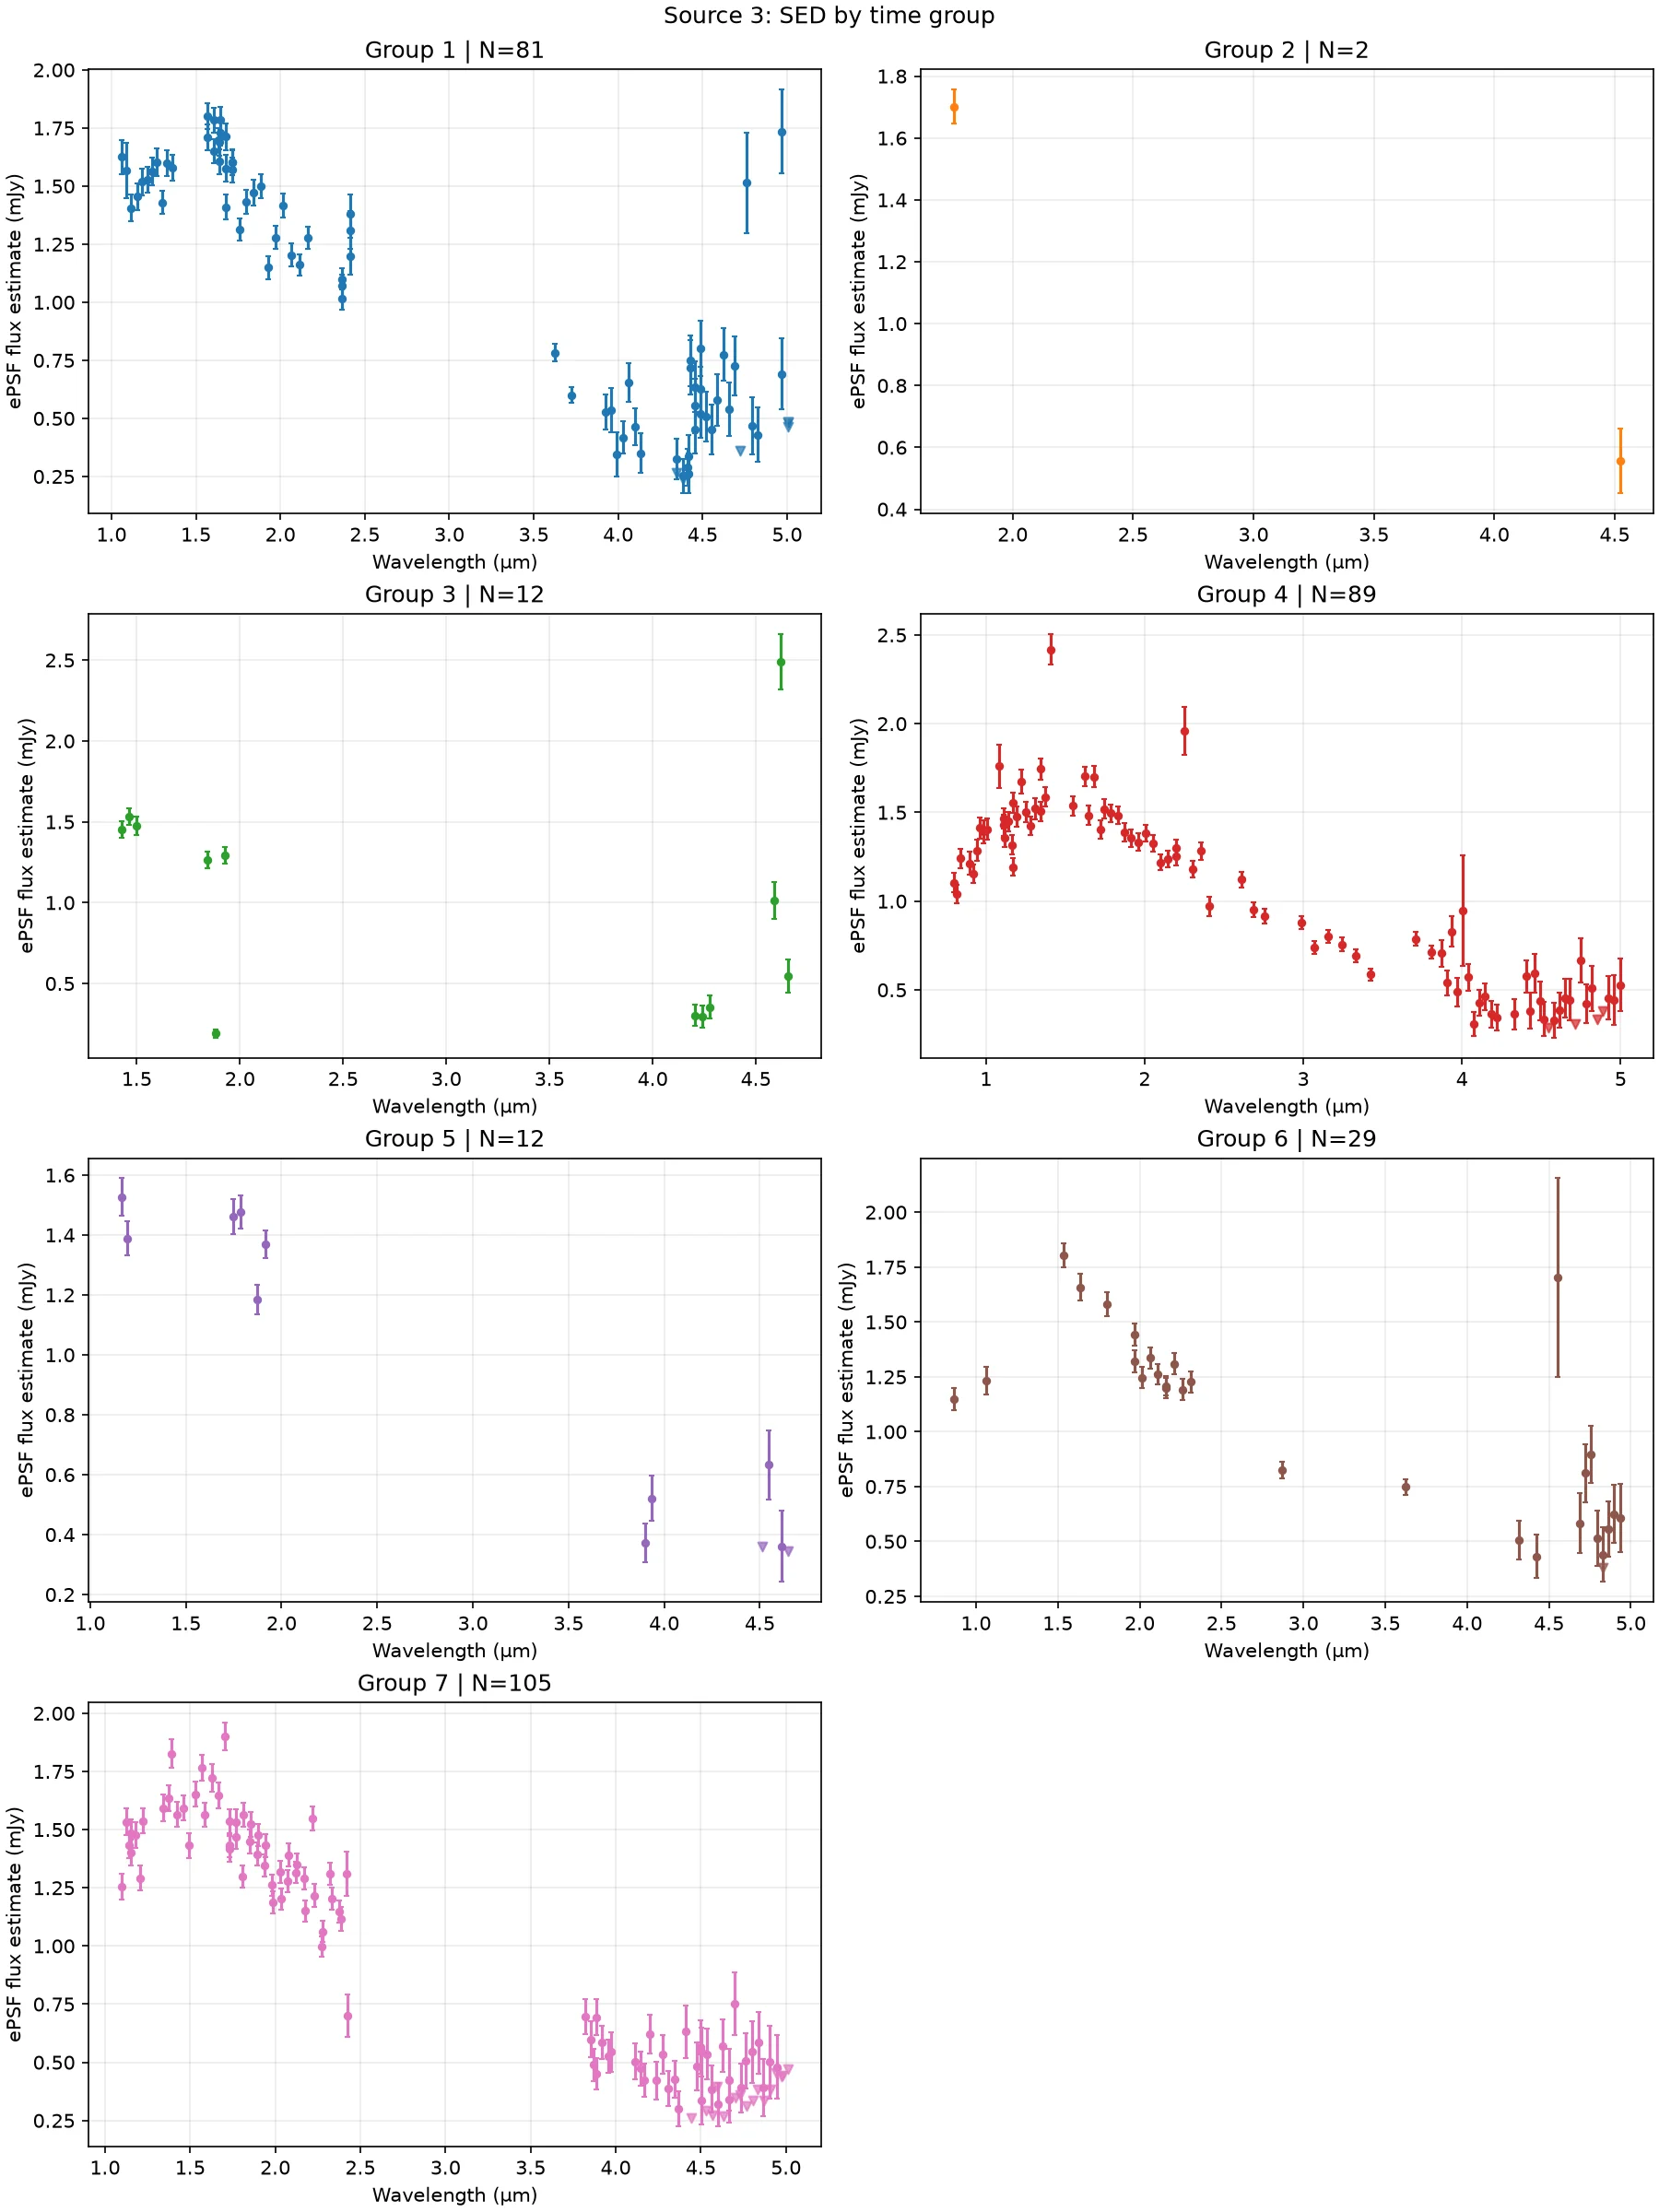 Source 3: SED by time group
Group 1 | N=81
ePSF flux estimate (mJy)
2.00
1.75
1.50
1.25
1.00
0.75
0.50
0.25
1.0 1.5 2.0 2.5 3.0 3.5 4.0 4.5 5.0
Wavelength (µm)
Group 2 | N=2
ePSF flux estimate (mJy)
1.8
1.6
1.4
1.2
1.0
0.8
0.6
0.4
2.0 2.5 3.0 3.5 4.0 4.5
Wavelength (µm)
Group 3 | N=12
ePSF flux estimate (mJy)
2.5
2.0
1.5
1.0
0.5
1.5 2.0 2.5 3.0 3.5 4.0 4.5
Wavelength (µm)
Group 4 | N=89
ePSF flux estimate (mJy)
2.5
2.0
1.5
1.0
0.5
1 2 3 4 5
Wavelength (µm)
Group 5 | N=12
ePSF flux estimate (mJy)
1.6
1.4
1.2
1.0
0.8
0.6
0.4
0.2
1.0 1.5 2.0 2.5 3.0 3.5 4.0 4.5
Wavelength (µm)
Group 6 | N=29
ePSF flux estimate (mJy)
2.00
1.75
1.50
1.25
1.00
0.75
0.50
0.25
1.0 1.5 2.0 2.5 3.0 3.5 4.0 4.5 5.0
Wavelength (µm)
Group 7 | N=105
ePSF flux estimate (mJy)
2.00
1.75
1.50
1.25
1.00
0.75
0.50
0.25
1.0 1.5 2.0 2.5 3.0 3.5 4.0 4.5 5.0
Wavelength (µm)